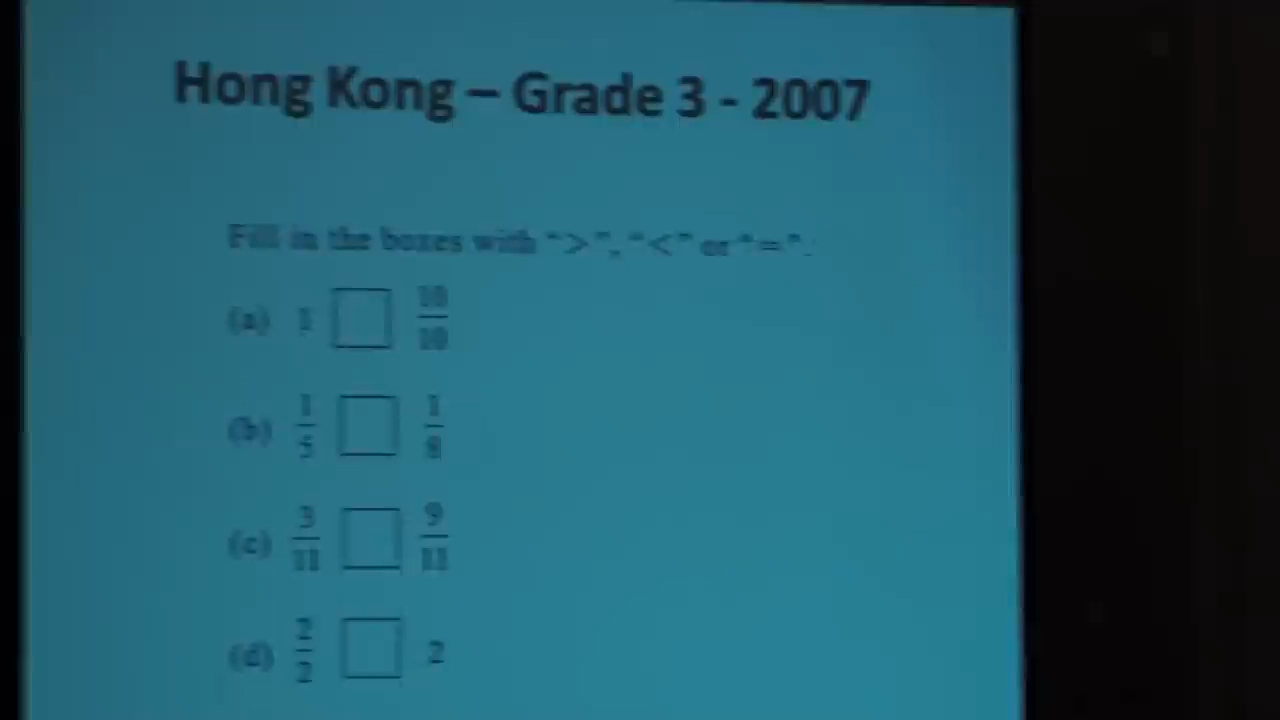 Hong Kong – Grade 3 - 2007
Fill in the boxes with “>”, “<” or “=”.
(a) 1 □ 10/10
(b) 1/5 □ 1/8
(c) 3/11 □ 9/11
(d) 2/2 □ 2